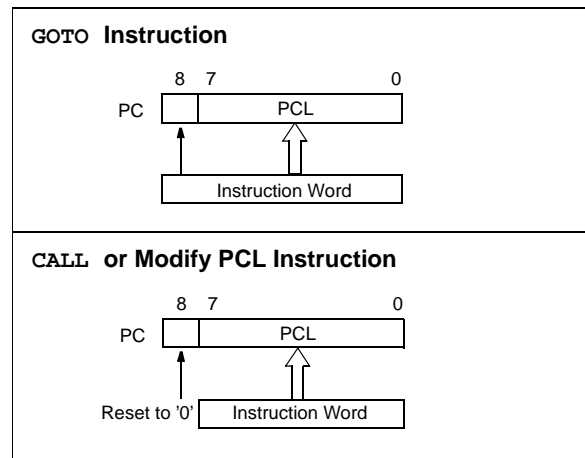 GOTO Instruction
8 7 0
PC PCL
Instruction Word
CALL or Modify PCL Instruction
8 7 0
PC PCL
Reset to '0' Instruction Word